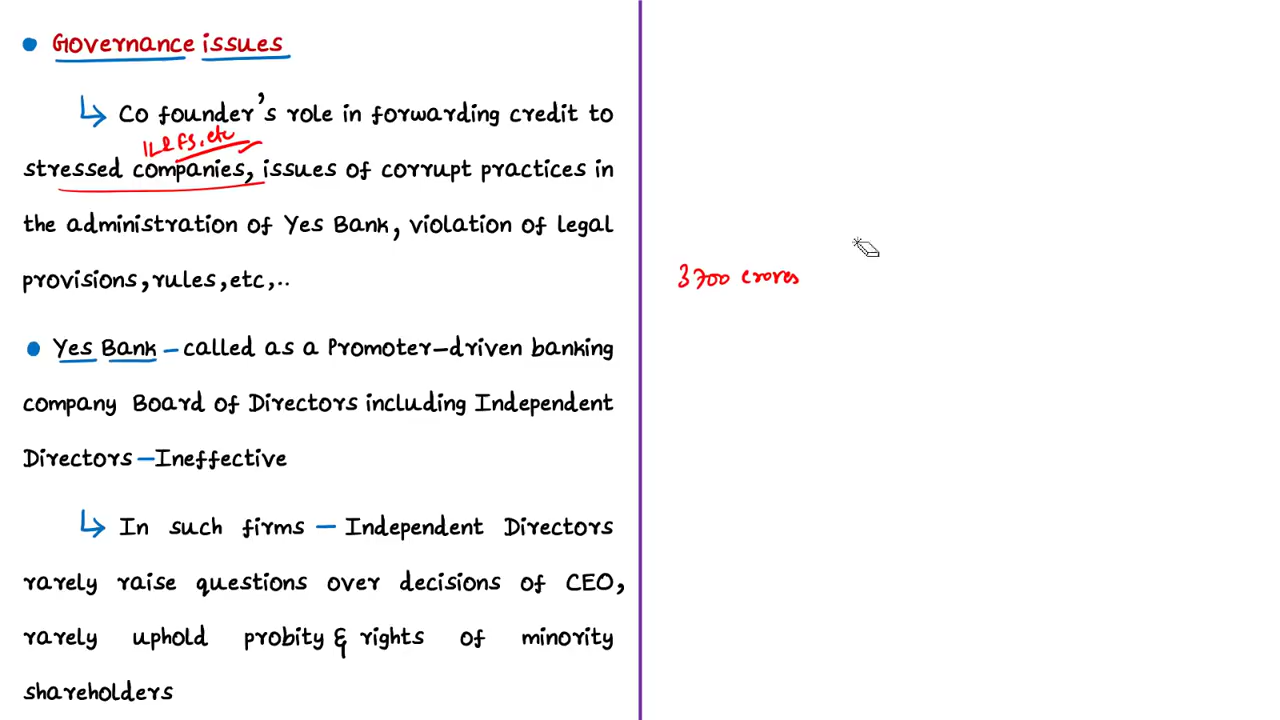 Governance issues
Co founder's role in forwarding credit to
IL&FS, etc
stressed companies, issues of corrupt practices in
the administration of Yes Bank, violation of legal
provisions, rules, etc,..
3700 crores
Yes Bank – called as a Promoter-driven banking
company Board of Directors including Independent
Directors – Ineffective
In such firms – Independent Directors
rarely raise questions over decisions of CEO,
rarely uphold probity & rights of minority
shareholders